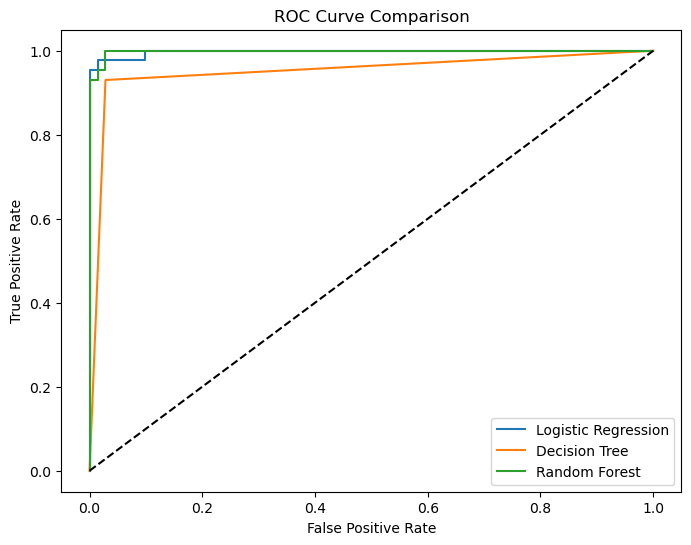 ROC Curve Comparison
True Positive Rate
1.0
0.8
0.6
0.4
0.2
0.0
0.0 0.2 0.4 0.6 0.8 1.0
False Positive Rate
Logistic Regression
Decision Tree
Random Forest